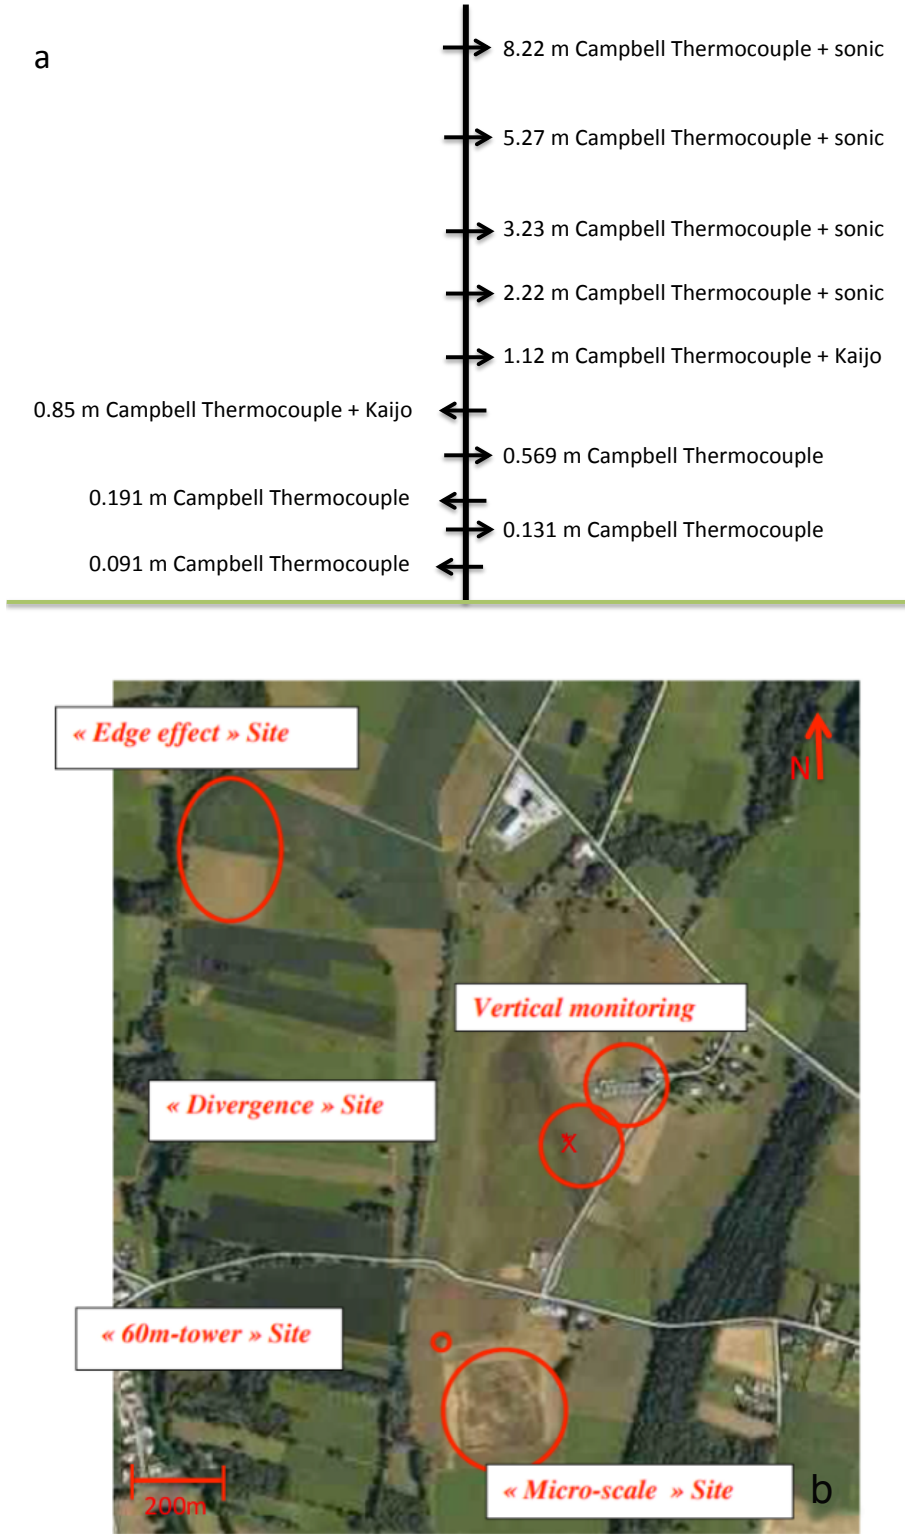 a
8.22 m Campbell Thermocouple + sonic
5.27 m Campbell Thermocouple + sonic
3.23 m Campbell Thermocouple + sonic
2.22 m Campbell Thermocouple + sonic
1.12 m Campbell Thermocouple + Kaijo
0.85 m Campbell Thermocouple + Kaijo
0.569 m Campbell Thermocouple
0.191 m Campbell Thermocouple
0.131 m Campbell Thermocouple
0.091 m Campbell Thermocouple
« Edge effect » Site
N
Vertical monitoring
« Divergence » Site
X
« 60m-tower » Site
200m
« Micro-scale » Site
b